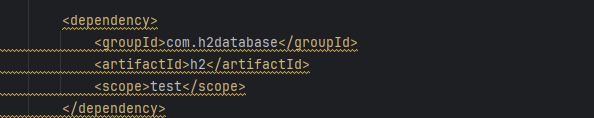 <dependency>
<groupId>com.h2database</groupId>
<artifactId>h2</artifactId>
<scope>test</scope>
</dependency>